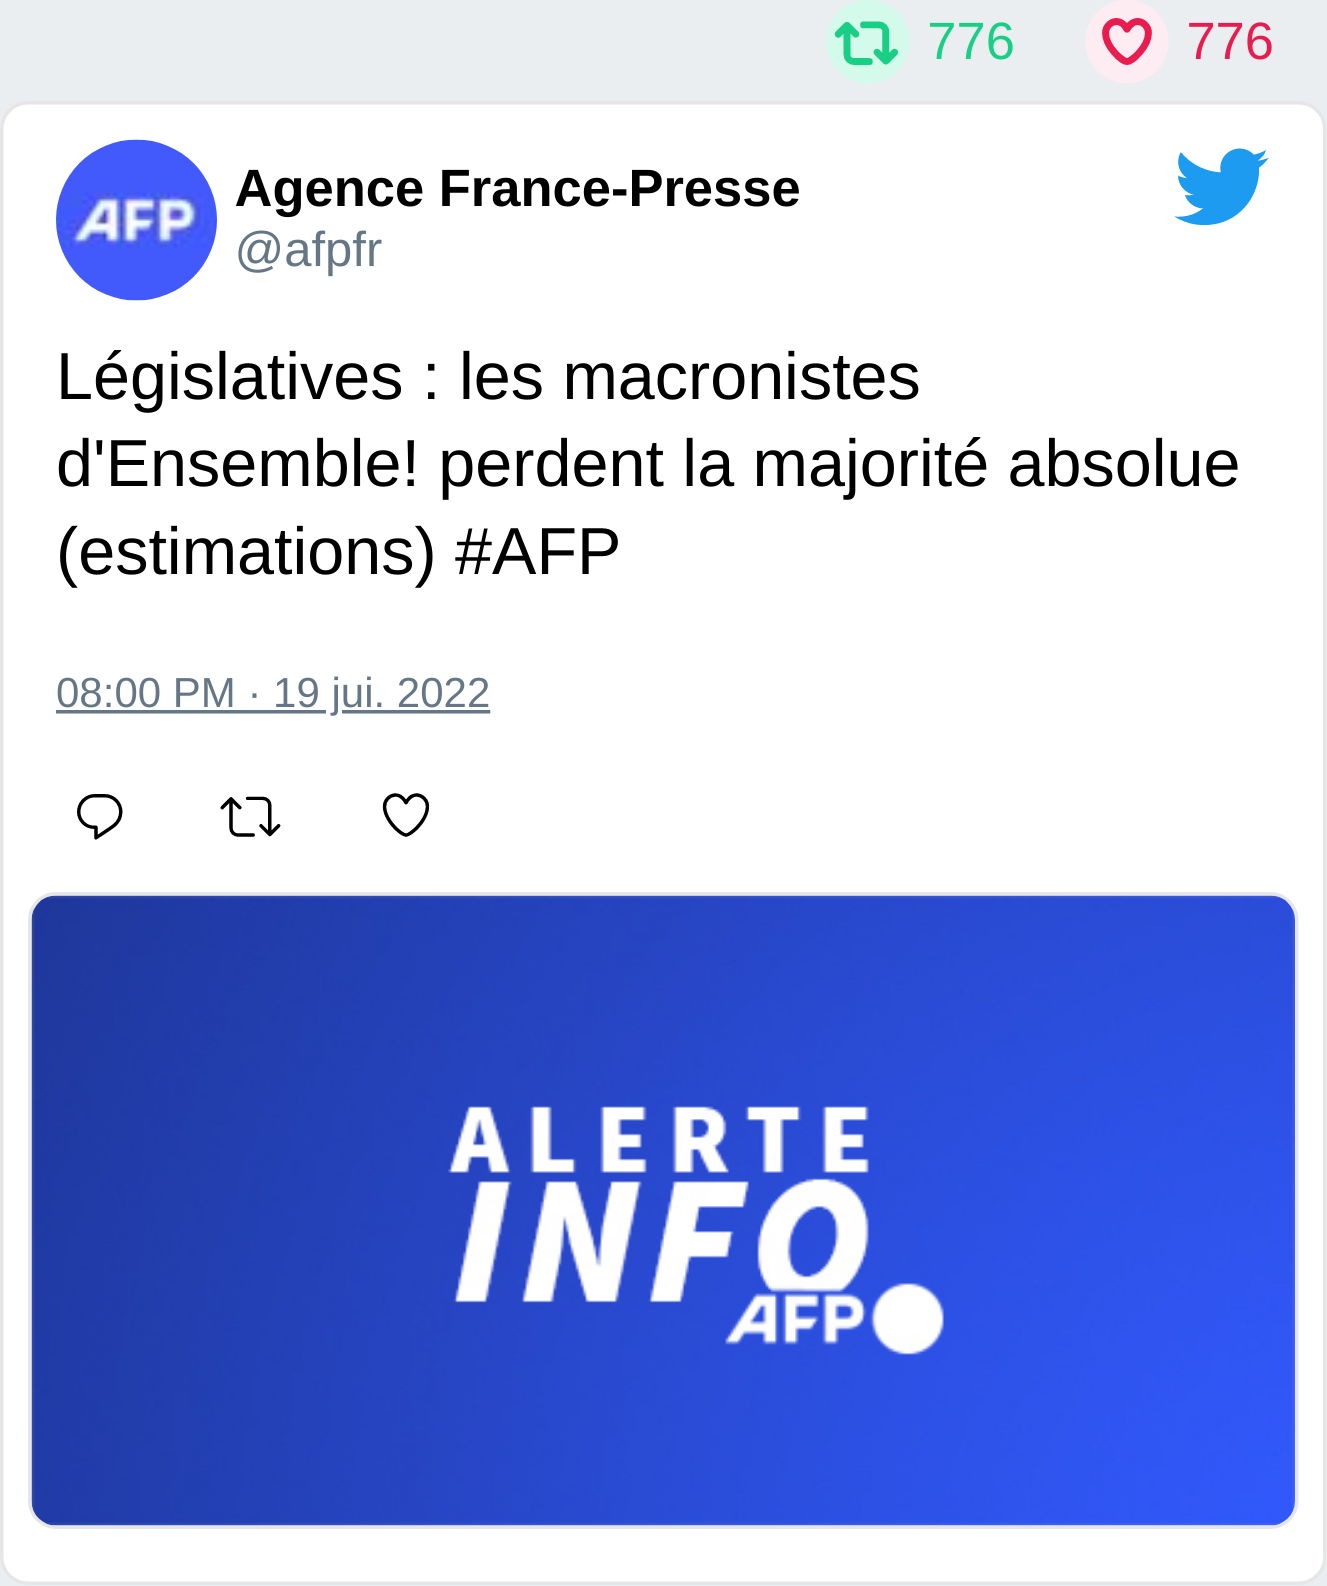 776 776
AFP
Agence France-Presse
@afpfr
Législatives : les macronistes
d'Ensemble! perdent la majorité absolue
(estimations) #AFP
08:00 PM · 19 jui. 2022
ALERTE
INFO
AFP